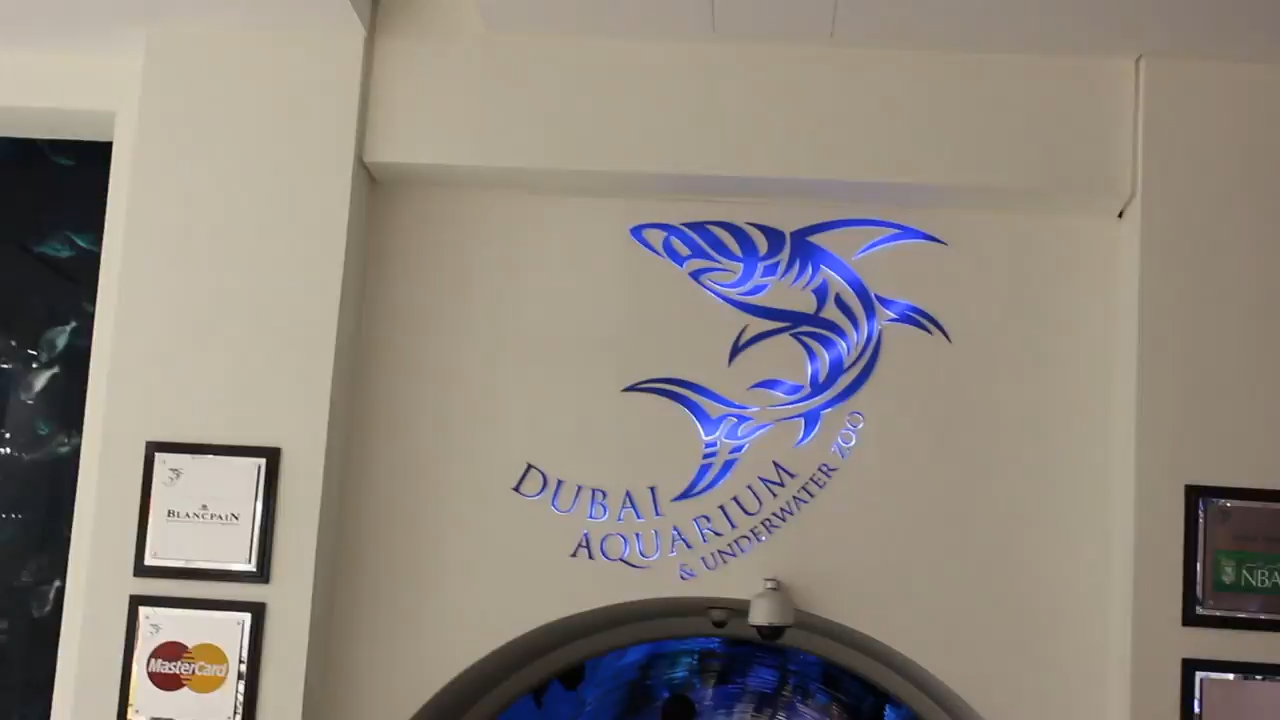 DUBAI
AQUARIUM
& UNDERWATER ZOO
BLANCPAIN
MasterCard
NBA